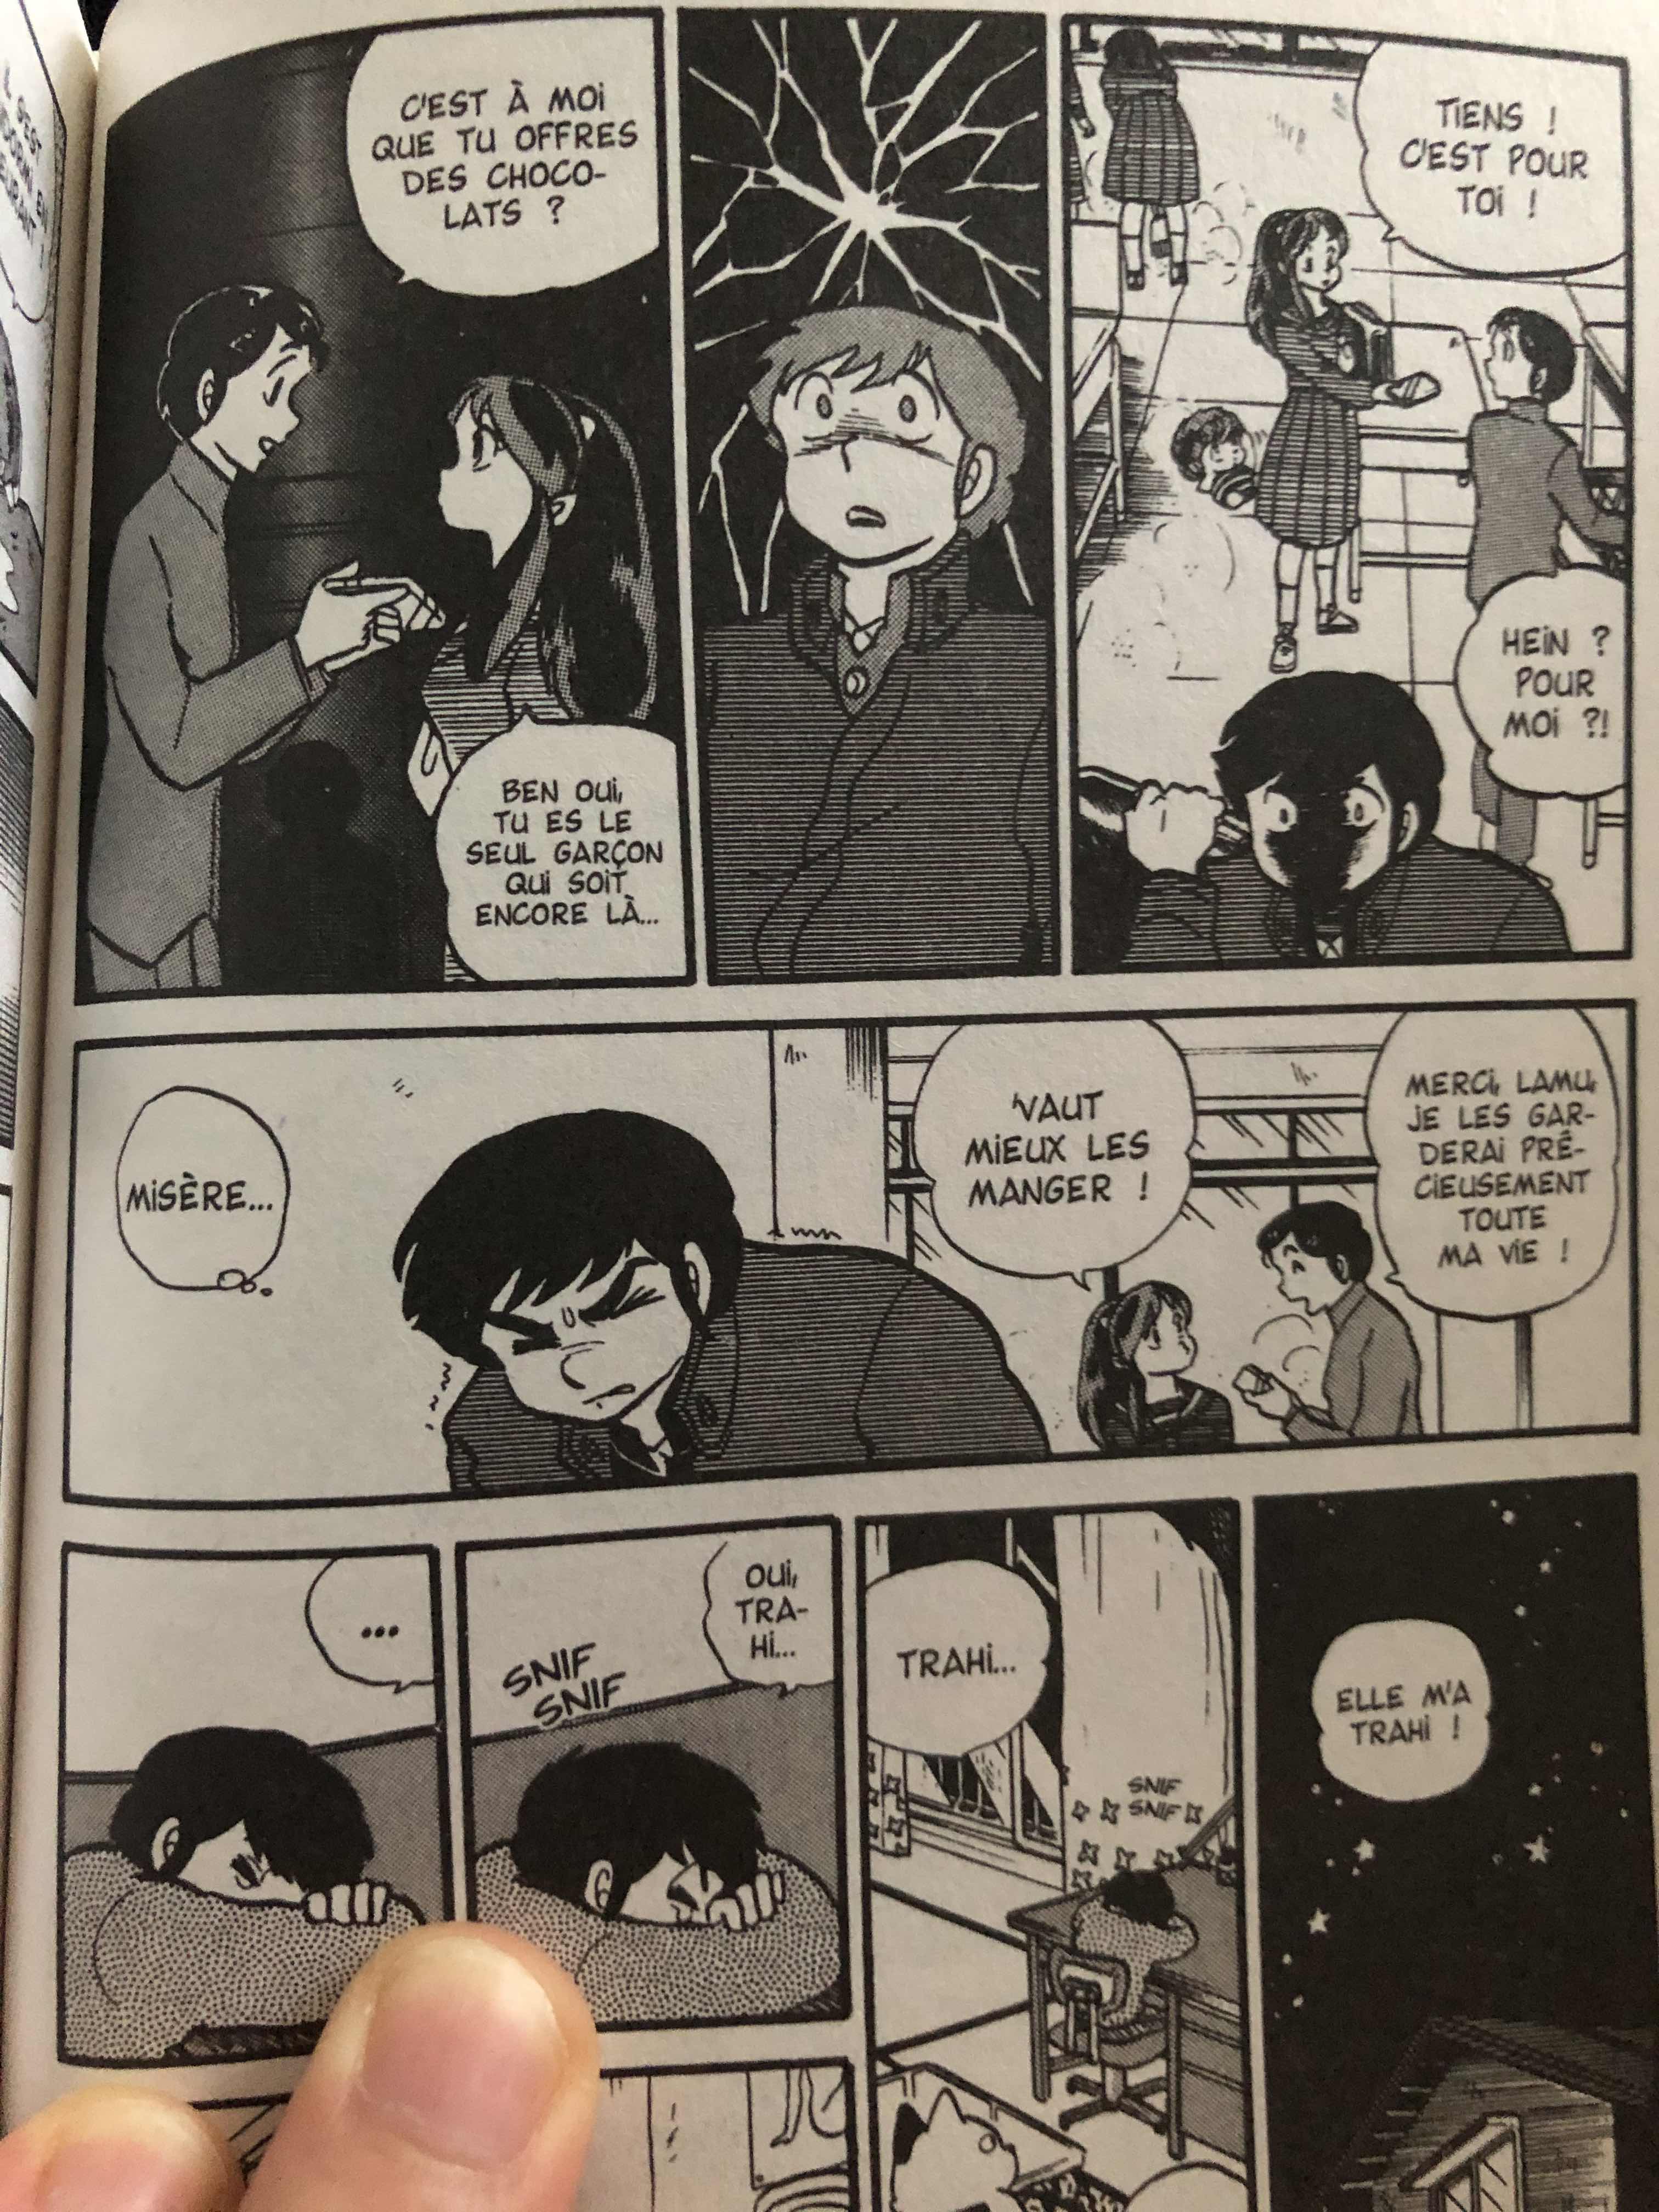 TIENS !
C'EST POUR
TOI !
HEIN ?
POUR
MOI ?!
C'EST À MOI
QUE TU OFFRES
DES CHOCO-
LATS ?
BEN OUI,
TU ES LE
SEUL GARÇON
QUI SOIT
ENCORE LÀ...
MERCI, LAMU,
JE LES GAR-
DERAI PRÉ-
CIEUSEMENT
TOUTE
MA VIE !
'VAUT
MIEUX LES
MANGER !
MISÈRE...
ELLE M'A
TRAHI !
TRAHI...
SNIF
SNIF
OUI,
TRA-
HI...
SNIF
SNIF
...